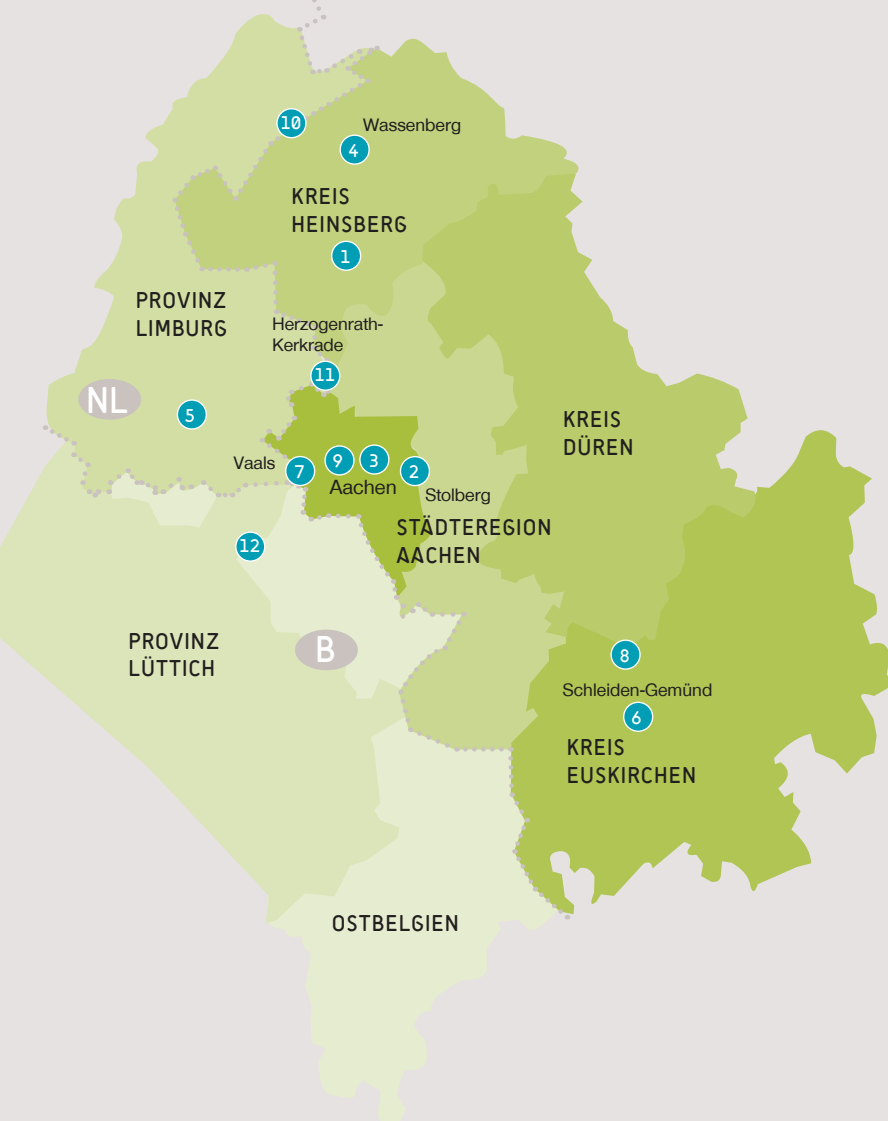 10
Wassenberg
4
KREIS
HEINSBERG
1
PROVINZ
LIMBURG
Herzogenrath-
Kerkrade
11
NL
5
KREIS
DÜREN
Vaals
7
9
3
2
Aachen
Stolberg
STÄDTEREGION
AACHEN
12
PROVINZ
LÜTTICH
B
8
Schleiden-Gemünd
6
KREIS
EUSKIRCHEN
OSTBELGIEN